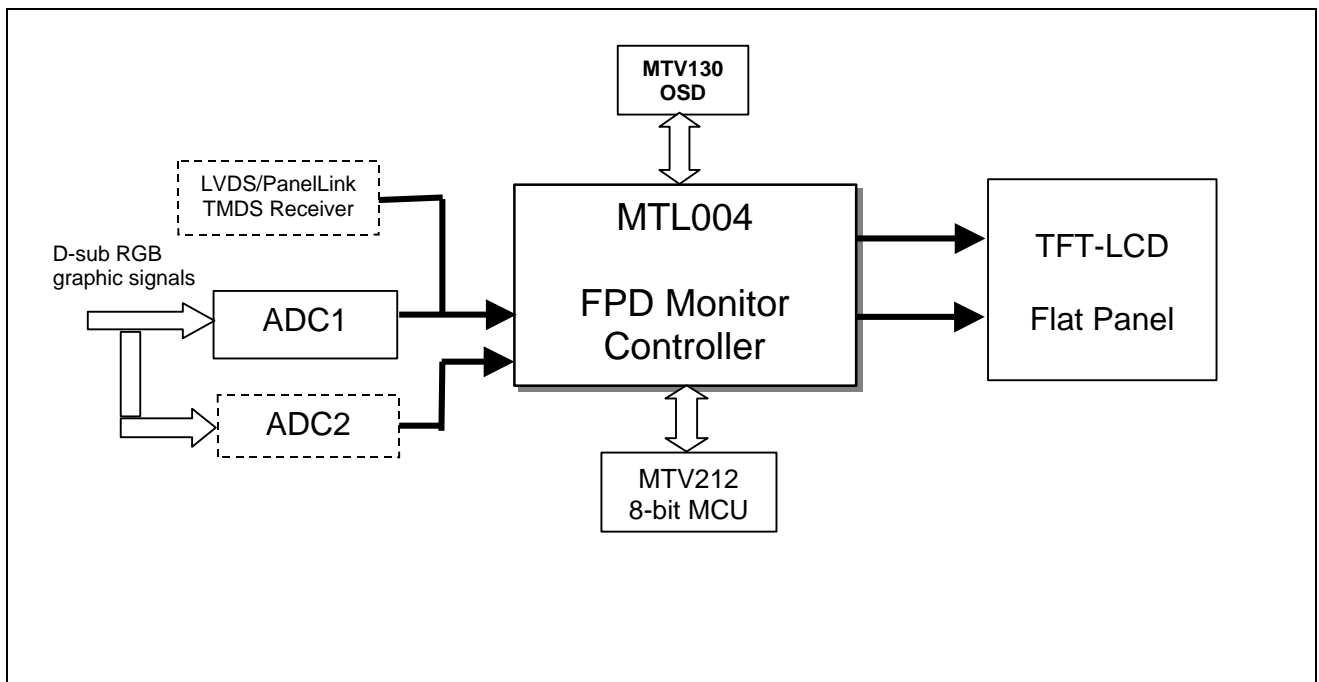 MTV130
OSD
LVDS/PanelLink
TMDS Receiver
D-sub RGB
graphic signals
ADC1
ADC2
MTL004
FPD Monitor
Controller
TFT-LCD
Flat Panel
MTV212
8-bit MCU